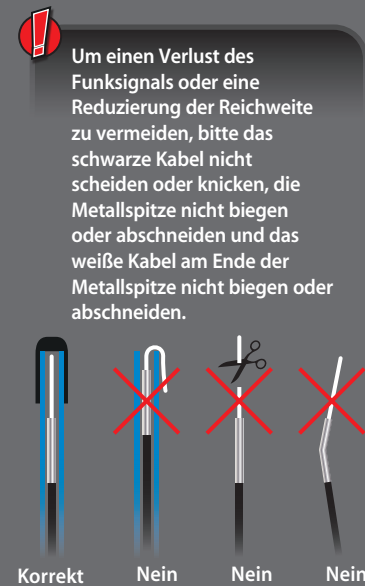 Um einen Verlust des
Funksignals oder eine
Reduzierung der Reichweite
zu vermeiden, bitte das
schwarze Kabel nicht
scheiden oder knicken, die
Metallspitze nicht biegen
oder abschneiden und das
weiße Kabel am Ende der
Metallspitze nicht biegen oder
abschneiden.
Korrekt Nein Nein Nein